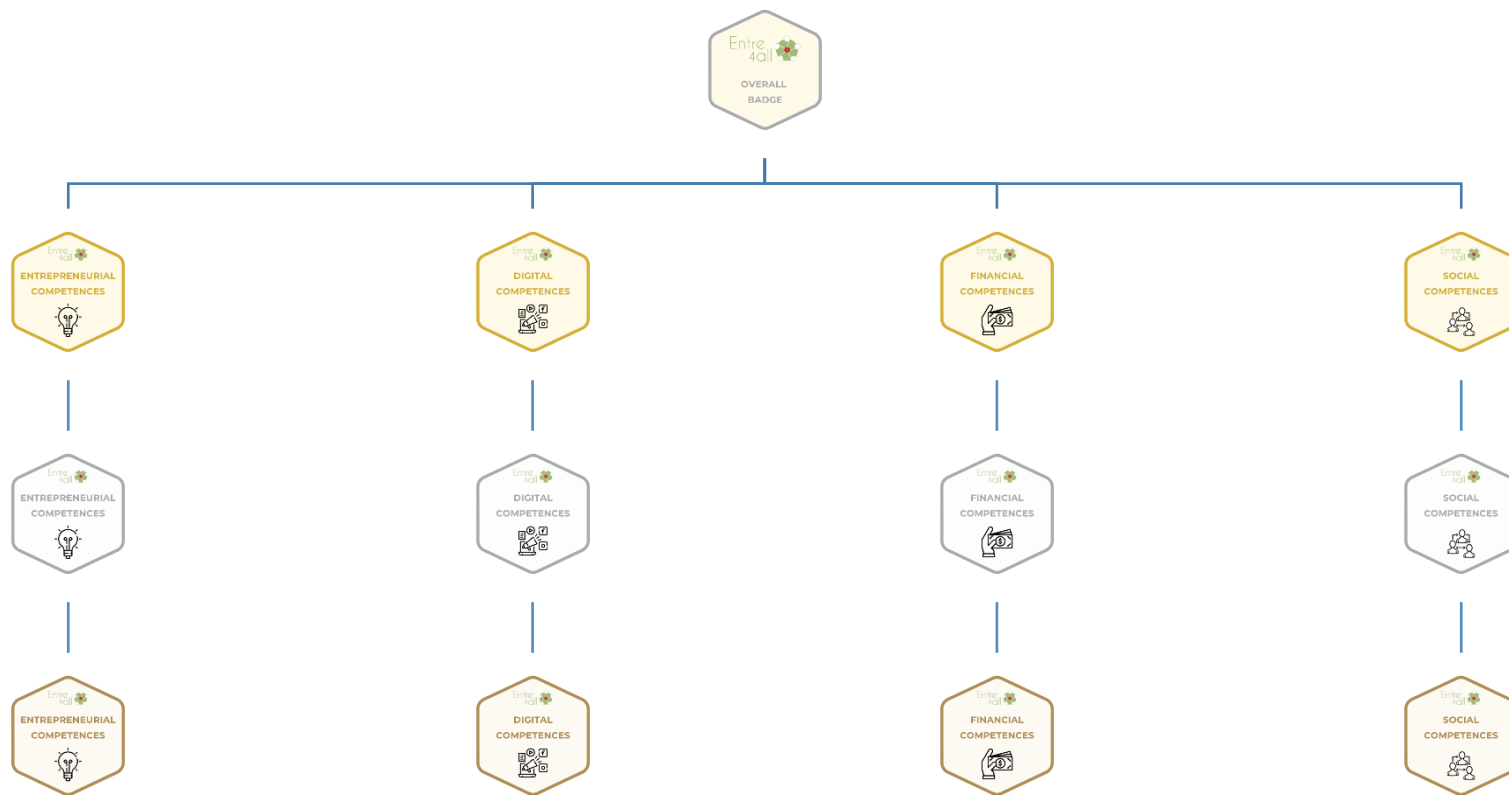 Entre
4all
OVERALL
BADGE
Entre
4all
ENTREPRENEURIAL
COMPETENCES
Entre
4all
DIGITAL
COMPETENCES
Entre
4all
FINANCIAL
COMPETENCES
Entre
4all
SOCIAL
COMPETENCES
Entre
4all
ENTREPRENEURIAL
COMPETENCES
Entre
4all
DIGITAL
COMPETENCES
Entre
4all
FINANCIAL
COMPETENCES
Entre
4all
SOCIAL
COMPETENCES
Entre
4all
ENTREPRENEURIAL
COMPETENCES
Entre
4all
DIGITAL
COMPETENCES
Entre
4all
FINANCIAL
COMPETENCES
Entre
4all
SOCIAL
COMPETENCES